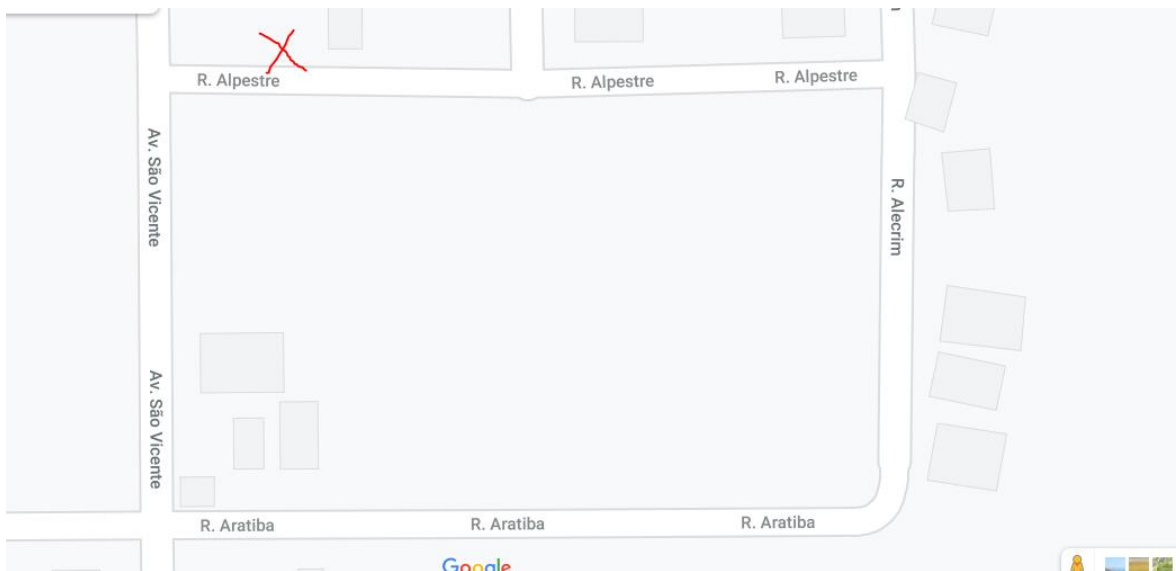 R. Alpestre
R. Alpestre
R. Alpestre
Av. São Vicente
R. Alecrim
Av. São Vicente
R. Aratiba
R. Aratiba
R. Aratiba
Google